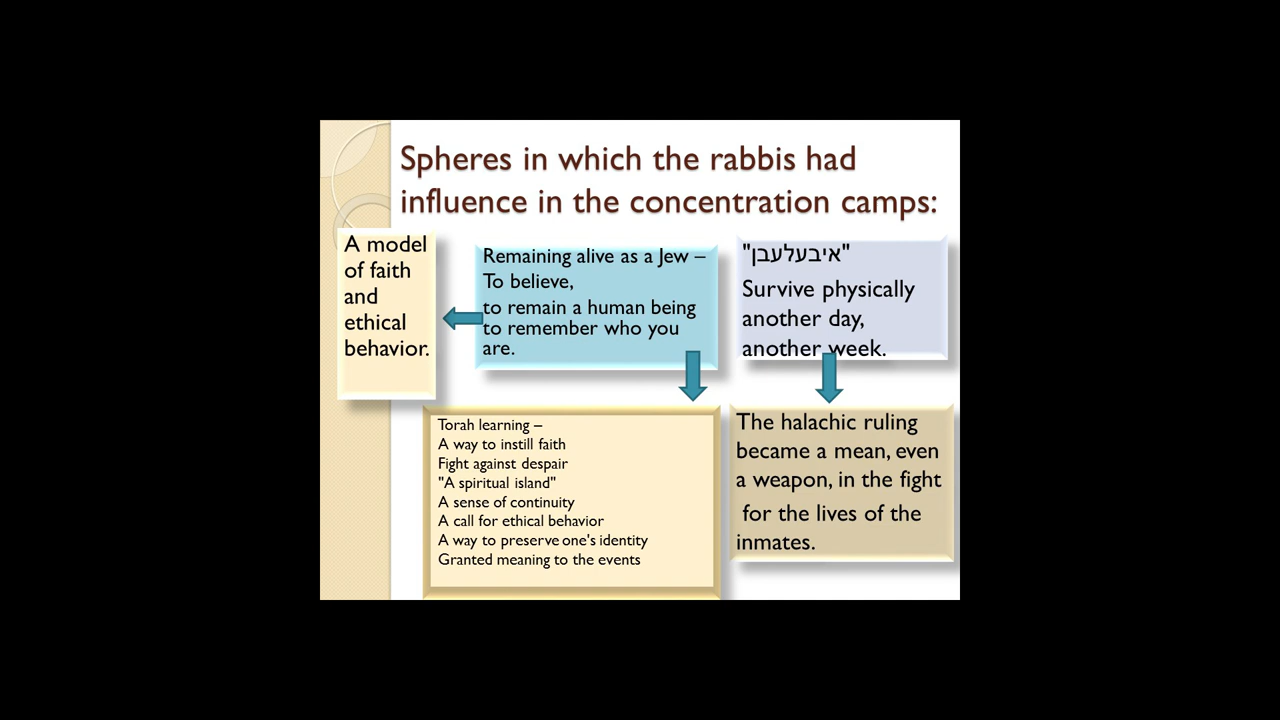 Spheres in which the rabbis had
influence in the concentration camps:
A model
of faith
and
ethical
behavior.
Remaining alive as a Jew –
To believe,
to remain a human being
to remember who you
are.
"איבעלעבן"
Survive physically
another day,
another week.
Torah learning –
A way to instill faith
Fight against despair
"A spiritual island"
A sense of continuity
A call for ethical behavior
A way to preserve one's identity
Granted meaning to the events
The halachic ruling
became a mean, even
a weapon, in the fight
for the lives of the
inmates.